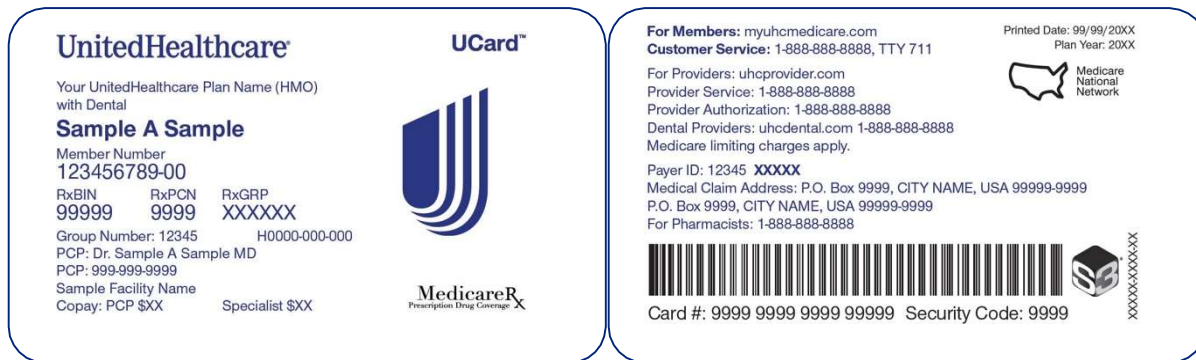 UnitedHealthcare®
UCard™
Your UnitedHealthcare Plan Name (HMO)
with Dental
Sample A Sample
Member Number
123456789-00
RxBIN RxPCN RxGRP
99999 9999 XXXXXX
Group Number: 12345 H0000-000-000
PCP: Dr. Sample A Sample MD
PCP: 999-999-9999
Sample Facility Name
Copay: PCP $XX Specialist $XX
MedicareRx
Prescription Drug Coverage
For Members: myuhcmedicare.com
Customer Service: 1-888-888-8888, TTY 711
Printed Date: 99/99/20XX
Plan Year: 20XX
Medicare
National
Network
For Providers: uhcprovider.com
Provider Service: 1-888-888-8888
Provider Authorization: 1-888-888-8888
Dental Providers: uhcdental.com 1-888-888-8888
Medicare limiting charges apply.
Payer ID: 12345 XXXXX
Medical Claim Address: P.O. Box 9999, CITY NAME, USA 99999-9999
P.O. Box 9999, CITY NAME, USA 99999-9999
For Pharmacists: 1-888-888-8888
S3
Card #: 9999 9999 9999 99999 Security Code: 9999